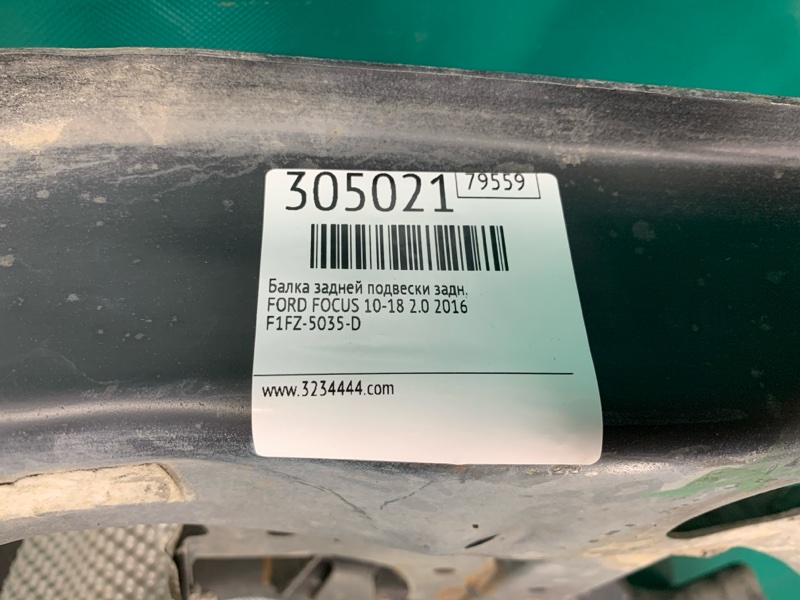 305021 79559
Балка задней подвески задн.
FORD FOCUS 10-18 2.0 2016
F1FZ-5035-D
www.3234444.com